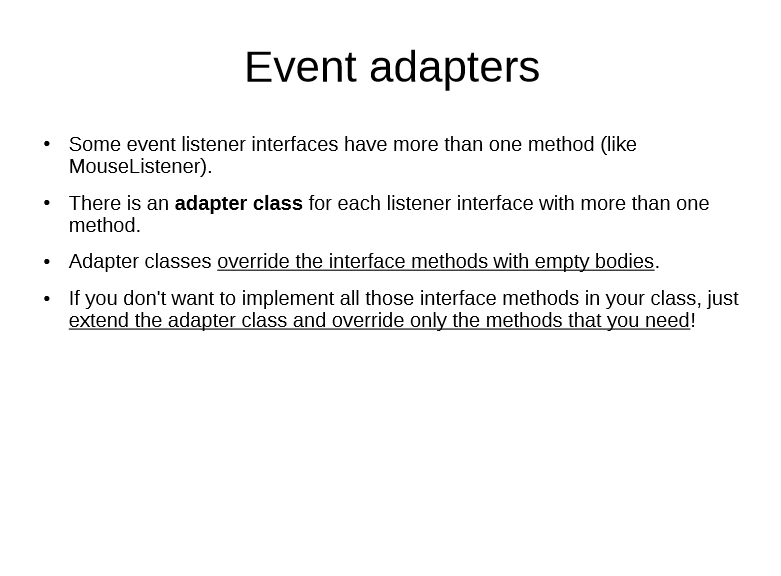 Event adapters
• Some event listener interfaces have more than one method (like
MouseListener).
• There is an adapter class for each listener interface with more than one
method.
• Adapter classes override the interface methods with empty bodies.
• If you don't want to implement all those interface methods in your class, just
extend the adapter class and override only the methods that you need!